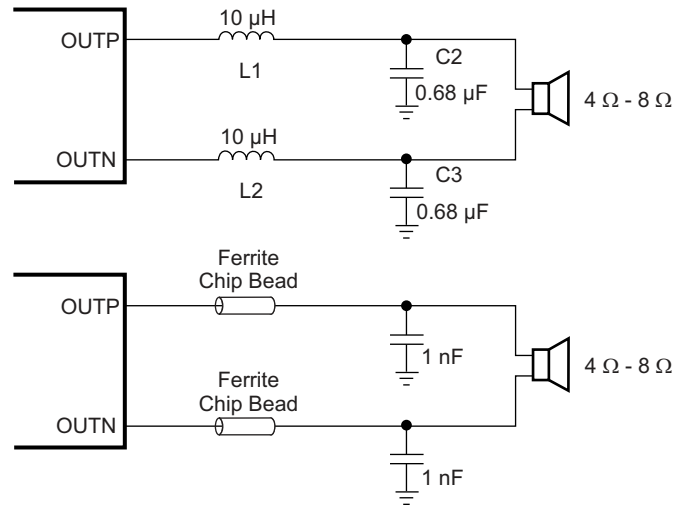 10 µH
OUTP
L1
C2
0.68 µF
4 Ω - 8 Ω
10 µH
OUTN
L2
C3
0.68 µF
Ferrite
Chip Bead
OUTP
1 nF
4 Ω - 8 Ω
Ferrite
Chip Bead
OUTN
1 nF